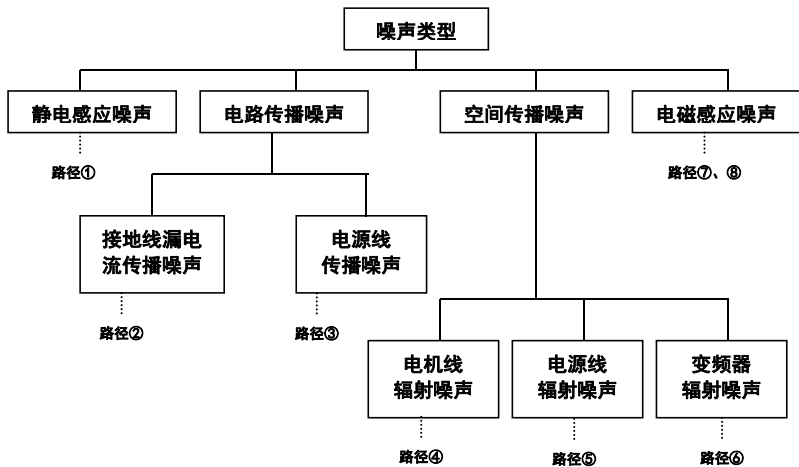 噪声类型
静电感应噪声
电路传播噪声
空间传播噪声
电磁感应噪声
路径①
路径⑦、⑧
接地线漏电
流传播噪声
电源线
传播噪声
路径②
路径③
电机线
辐射噪声
电源线
辐射噪声
变频器
辐射噪声
路径④
路径⑤
路径⑥